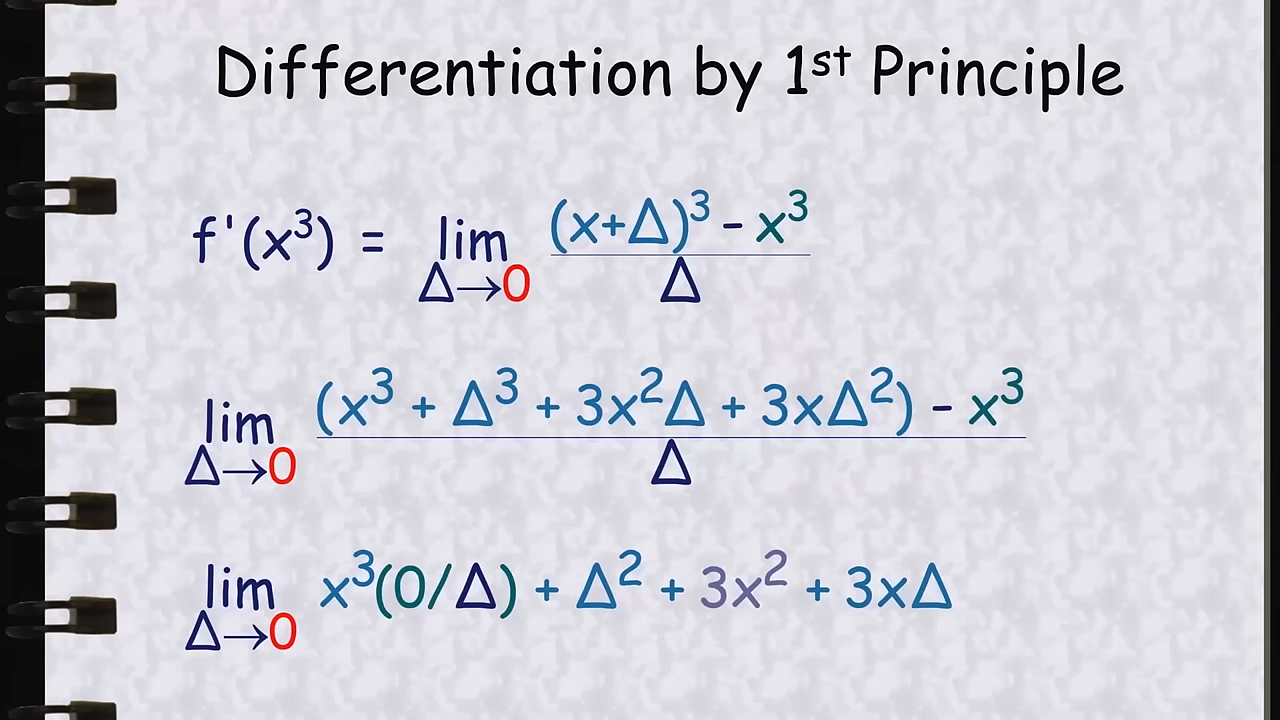 Differentiation by 1st Principle
f'(x³) = lim Δ→0 (x+Δ)³ - x³ / Δ
lim Δ→0 (x³ + Δ³ + 3x²Δ + 3xΔ²) - x³ / Δ
lim Δ→0 x³(0/Δ) + Δ² + 3x² + 3xΔ